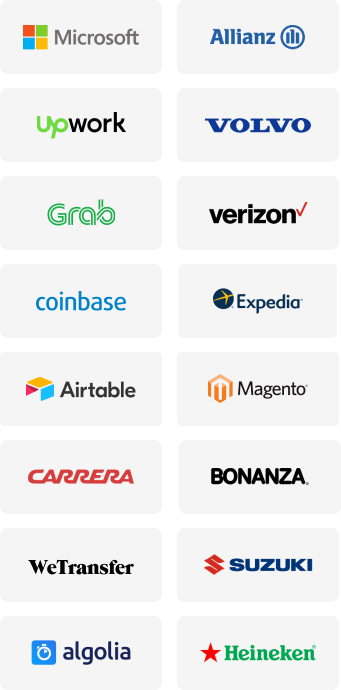 Microsoft
Allianz
Upwork
VOLVO
Grab
verizon✓
coinbase
Expedia®
Airtable
Magento®
CARRERA
BONANZA®
WeTransfer
SUZUKI
algolia
Heineken®